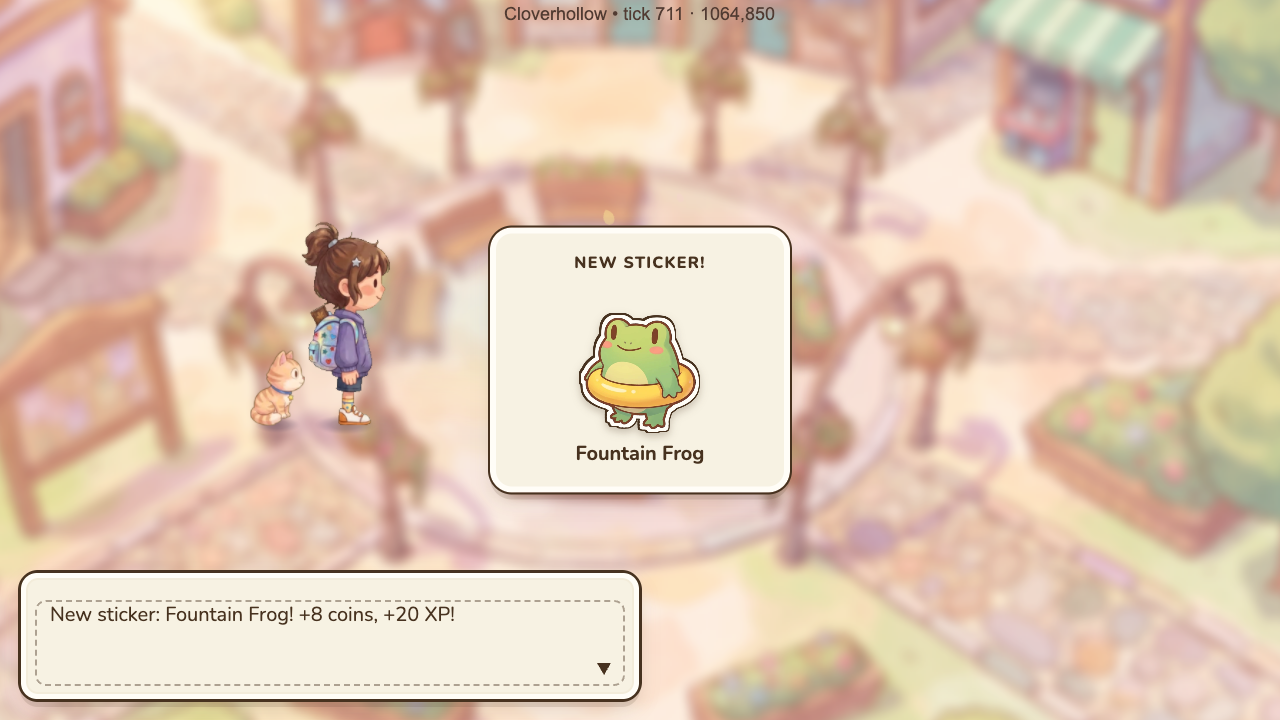 Cloverhollow • tick 711 · 1064,850
NEW STICKER!
Fountain Frog
New sticker: Fountain Frog! +8 coins, +20 XP!